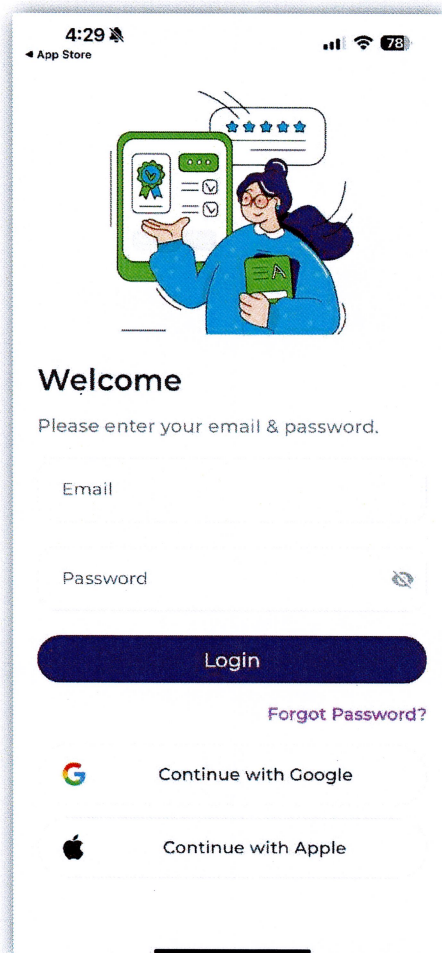 4:29
78
◀ App Store
A
Welcome
Please enter your email & password.
Email
Password
Login
Forgot Password?
Continue with Google
Continue with Apple